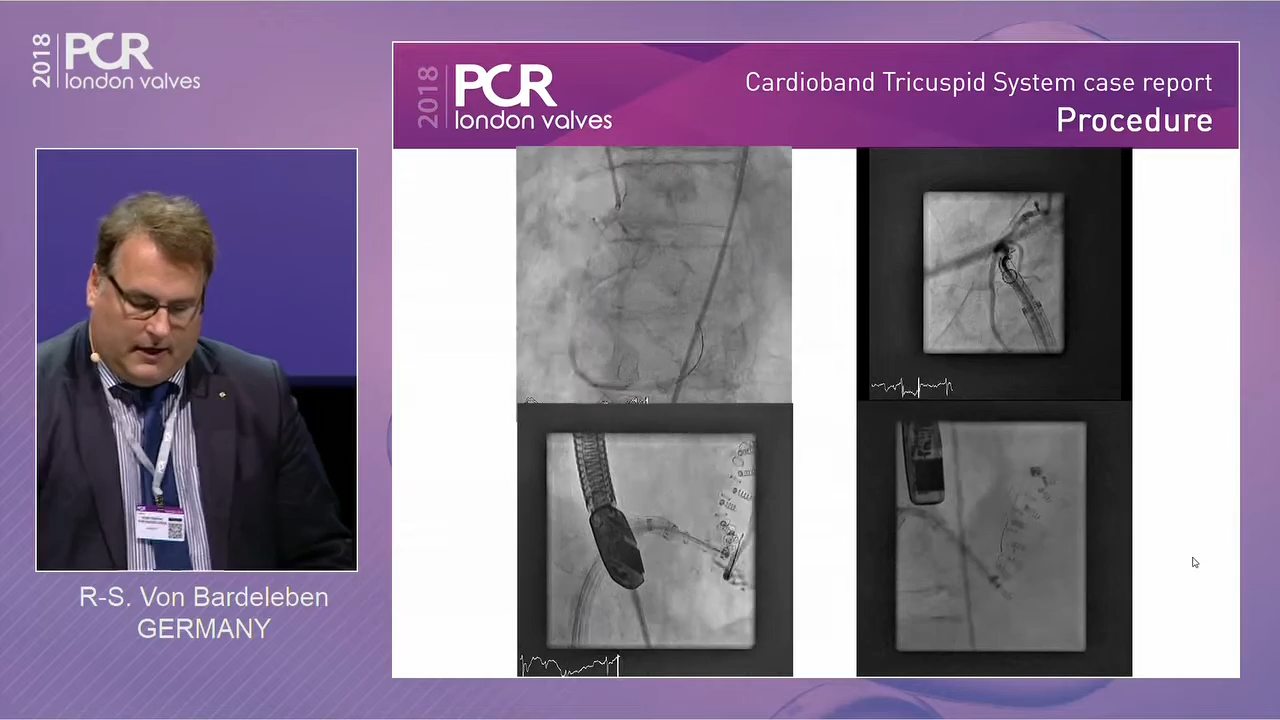 2018 PCR
london valves
2018 PCR
london valves
Cardioband Tricuspid System case report
Procedure
R-S. Von Bardeleben
GERMANY